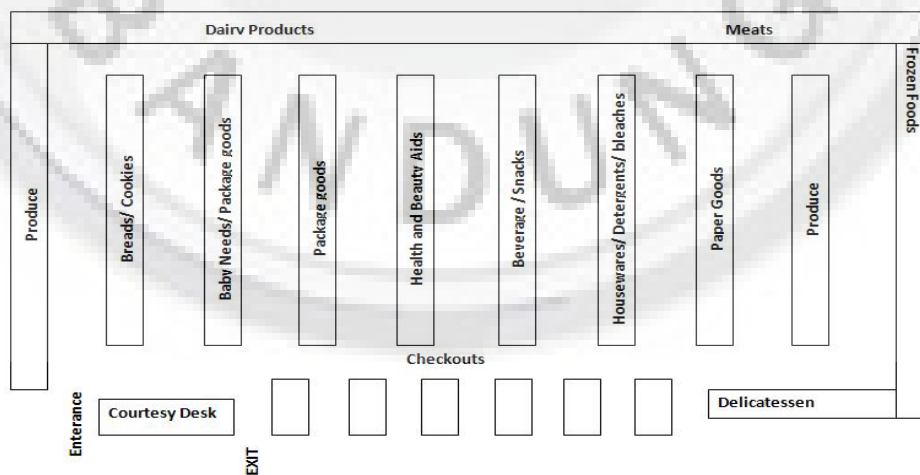 Dairy Products
Meats
Frozen Foods
Produce
Breads/ Cookies
Baby Needs/ Package goods
Package goods
Health and Beauty Aids
Beverage / Snacks
Housewares/ Detergents/ bleaches
Paper Goods
Produce
Checkouts
Enterance
Courtesy Desk
EXIT
Delicatessen
BANDUNG